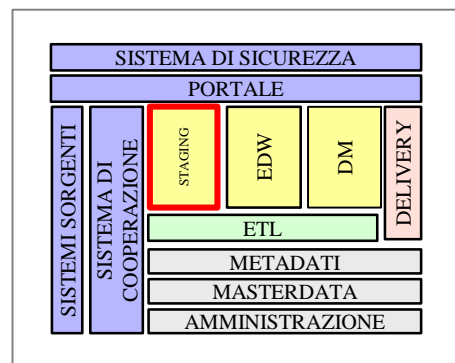 SISTEMA DI SICUREZZA
PORTALE
SISTEMI SORGENTI
SISTEMA DI
COOPERAZIONE
STAGING
EDW
DM
DELIVERY
ETL
METADATI
MASTERDATA
AMMINISTRAZIONE